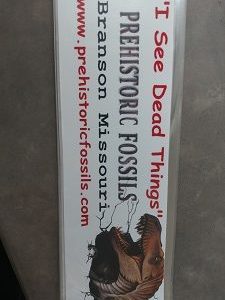 "I See Dead Things"
PREHISTORIC FOSSILS
Branson Missouri
www.prehistoricfossils.com